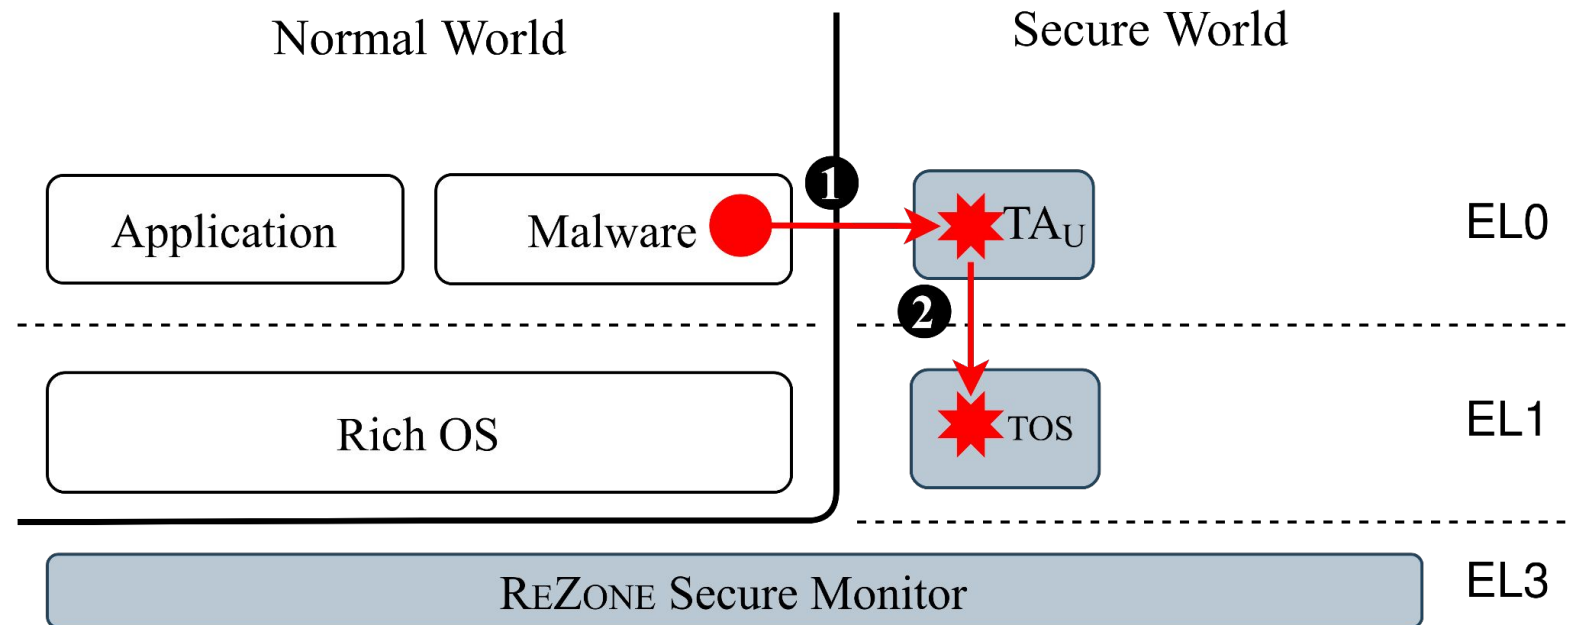 Normal World
Secure World
1
Application
Malware
TAU
EL0
2
Rich OS
TOS
EL1
REZONE Secure Monitor
EL3